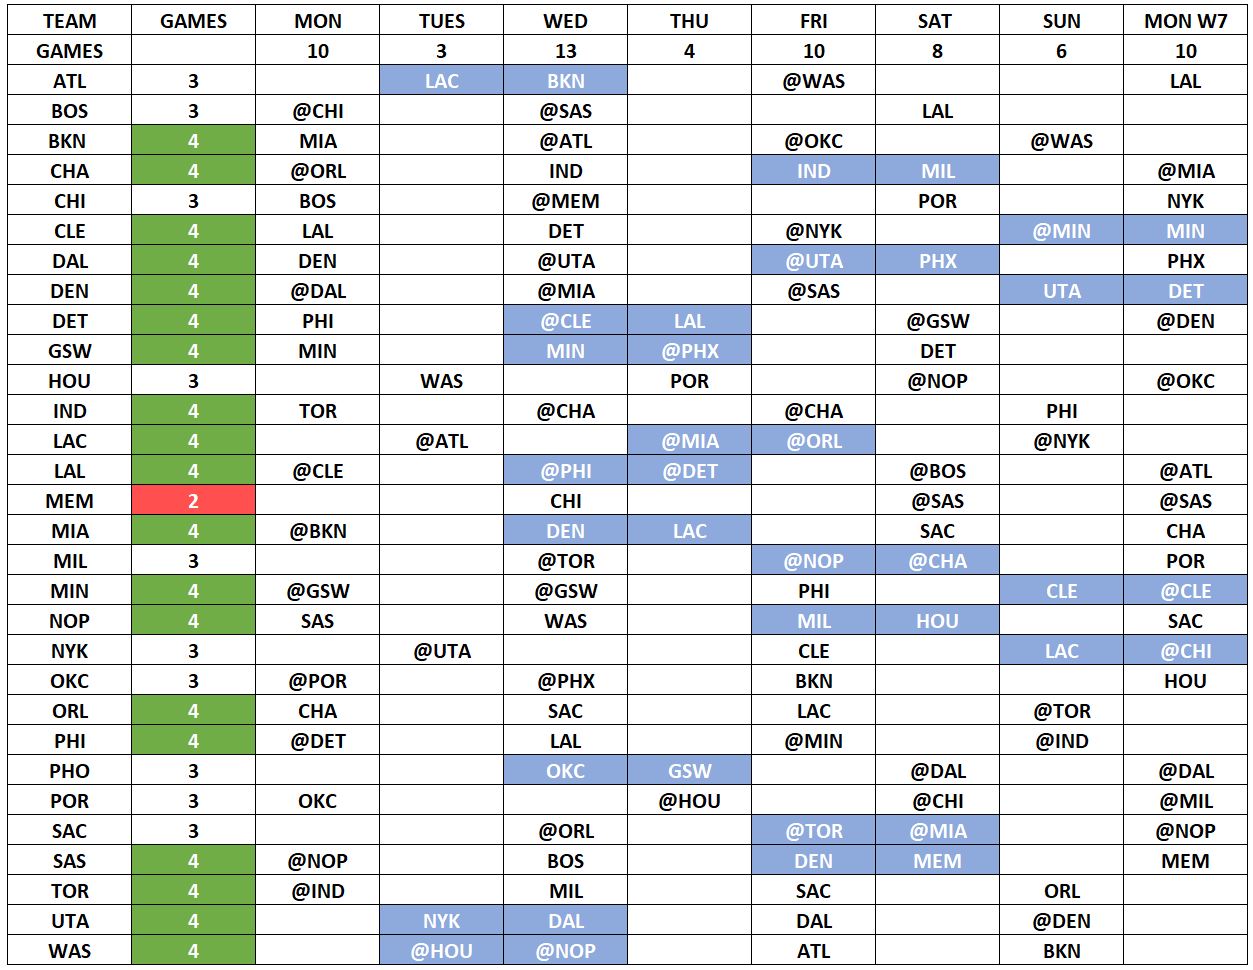 TEAM GAMES MON TUES WED THU FRI SAT SUN MON W7
GAMES 10 3 13 4 10 8 6 10
ATL 3 LAC BKN @WAS LAL
BOS 3 @CHI @SAS LAL
BKN 4 MIA @ATL @OKC @WAS
CHA 4 @ORL IND IND MIL @MIA
CHI 3 BOS @MEM POR NYK
CLE 4 LAL DET @NYK @MIN MIN
DAL 4 DEN @UTA @UTA PHX PHX
DEN 4 @DAL @MIA @SAS UTA DET
DET 4 PHI @CLE LAL @GSW @DEN
GSW 4 MIN MIN @PHX DET
HOU 3 WAS POR @NOP @OKC
IND 4 TOR @CHA @CHA PHI
LAC 4 @ATL @MIA @ORL @NYK
LAL 4 @CLE @PHI @DET @BOS @ATL
MEM 2 CHI @SAS @SAS
MIA 4 @BKN DEN LAC SAC CHA
MIL 3 @TOR @NOP @CHA POR
MIN 4 @GSW @GSW PHI CLE @CLE
NOP 4 SAS WAS MIL HOU SAC
NYK 3 @UTA CLE LAC @CHI
OKC 3 @POR @PHX BKN HOU
ORL 4 CHA SAC LAC @TOR
PHI 4 @DET LAL @MIN @IND
PHO 3 OKC GSW @DAL @DAL
POR 3 OKC @HOU @CHI @MIL
SAC 3 @ORL @TOR @MIA @NOP
SAS 4 @NOP BOS DEN MEM MEM
TOR 4 @IND MIL SAC ORL
UTA 4 NYK DAL DAL @DEN
WAS 4 @HOU @NOP ATL BKN